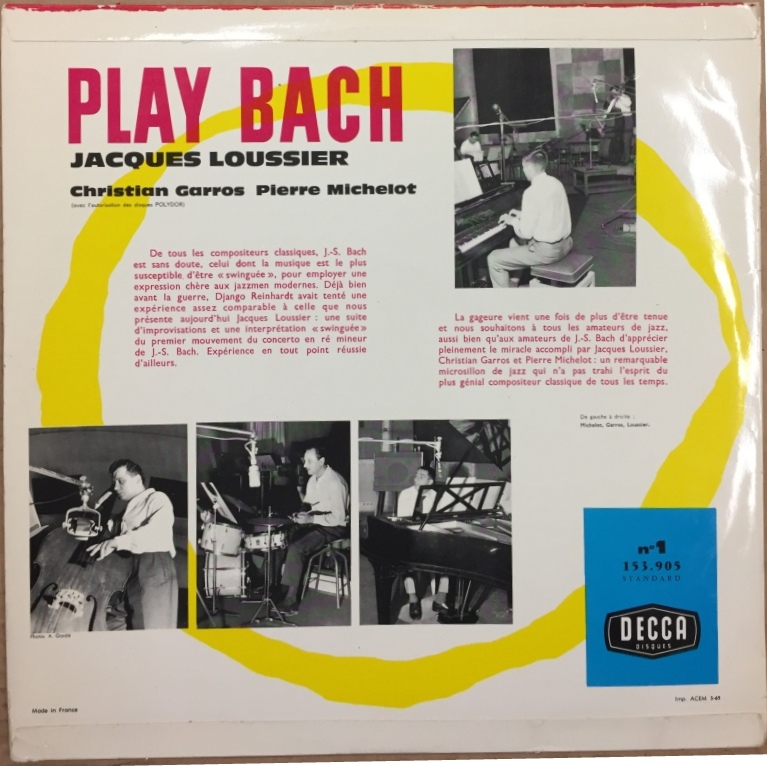 PLAY BACH
JACQUES LOUSSIER
Christian Garros Pierre Michelot
(avec l'autorisation des disques POLYDOR)
De tous les compositeurs classiques, J.-S. Bach
est sans doute, celui dont la musique est le plus
susceptible d'être « swinguée », pour employer une
expression chère aux jazzmen modernes. Déjà bien
avant la guerre, Django Reinhardt avait tenté une
expérience assez comparable à celle que nous
présente aujourd'hui Jacques Loussier : une suite
d'improvisations et une interprétation « swinguée »
du premier mouvement du concerto en ré mineur
de J.-S. Bach. Expérience en tout point réussie
d'ailleurs.
La gageure vient une fois de plus d'être tenue
et nous souhaitons à tous les amateurs de jazz,
aussi bien qu'aux amateurs de J.-S. Bach d'apprécier
pleinement le miracle accompli par Jacques Loussier,
Christian Garros et Pierre Michelot : un remarquable
microsillon de jazz qui n'a pas trahi l'esprit du
plus génial compositeur classique de tous les temps.
De gauche à droite :
Michelot, Garros, Loussier.
Photos A. Gonin
n° 1
153.905
STANDARD
DECCA
DISQUES
Made in France
Imp. ACEM